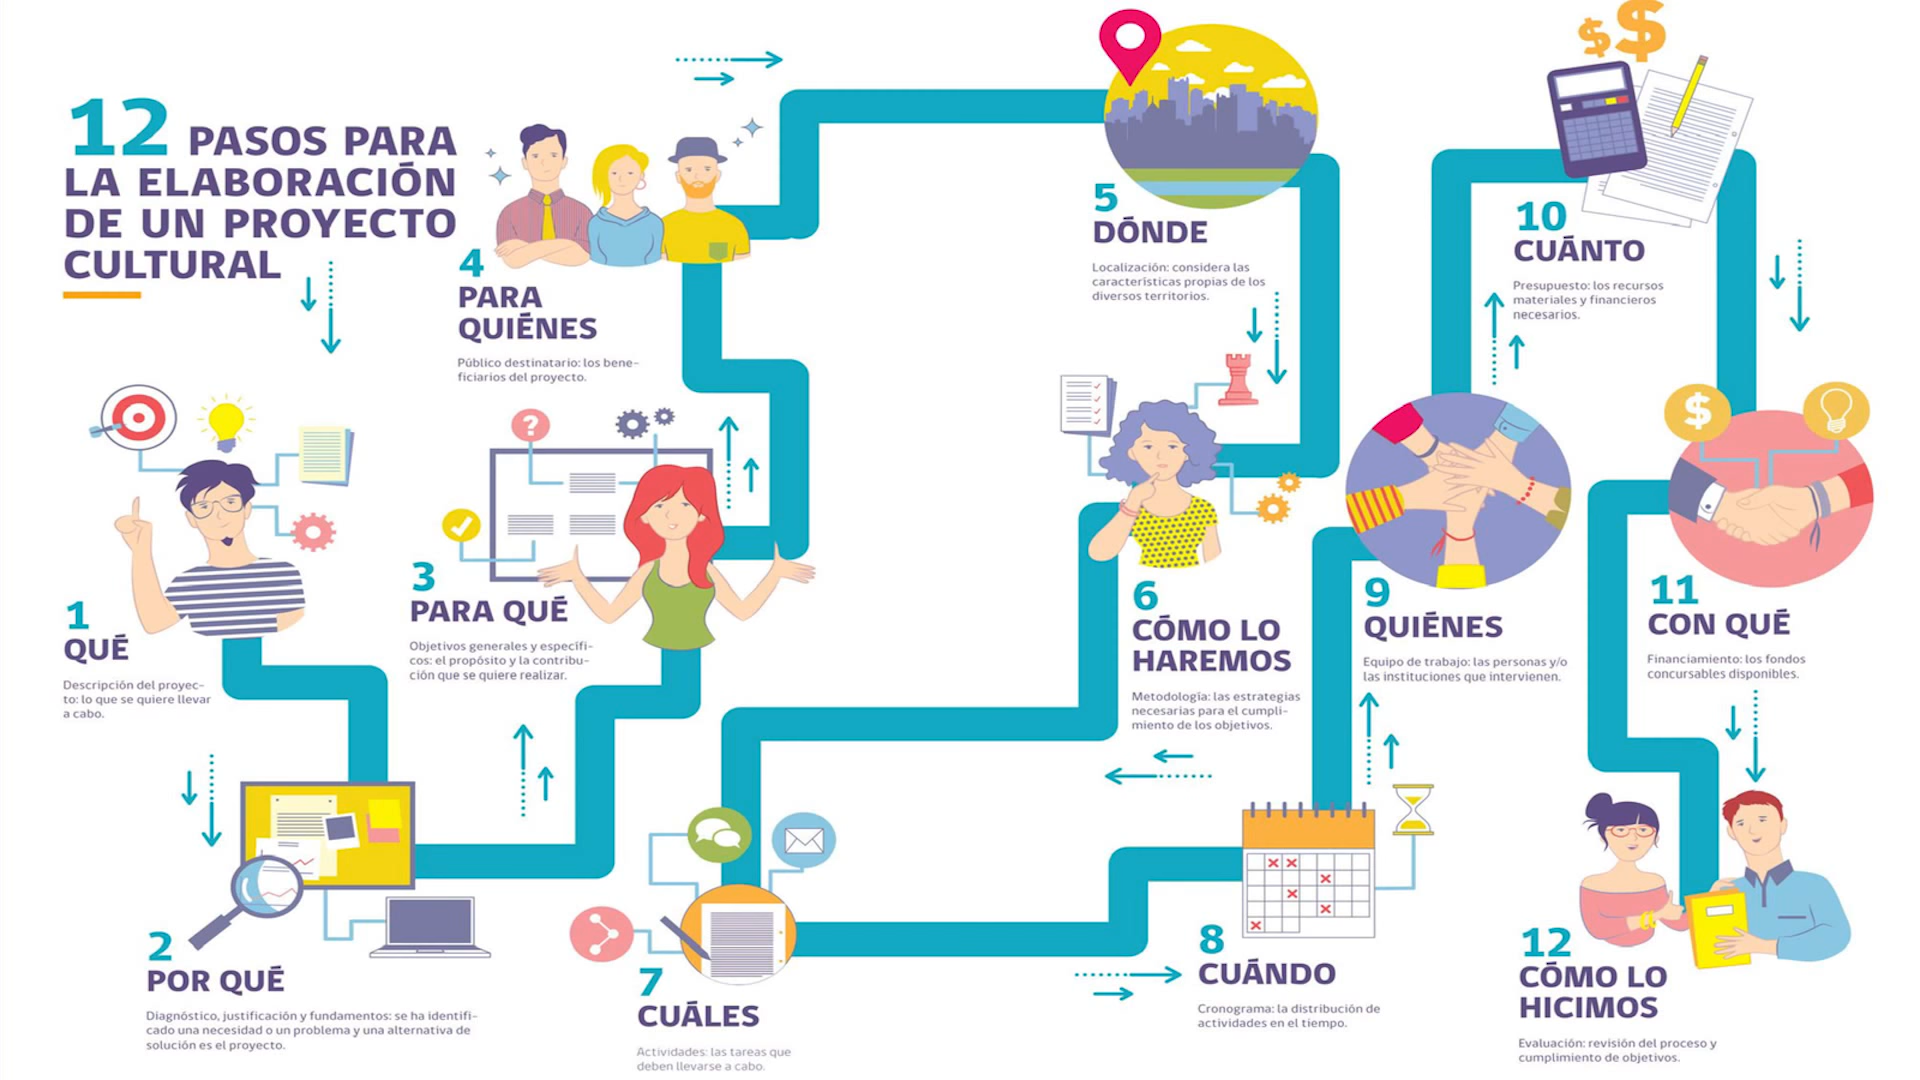 12 PASOS PARA
LA ELABORACIÓN
DE UN PROYECTO
CULTURAL
1
QUÉ
Descripción del proyec-
to: lo que se quiere llevar
a cabo.
2
POR QUÉ
Diagnóstico, justificación y fundamentos: se ha identifi-
cado una necesidad o un problema y una alternativa de
solución es el proyecto.
3
PARA QUÉ
Objetivos generales y específi-
cos: el propósito y la contribu-
ción que se quiere realizar.
?
4
PARA
QUIÉNES
Público destinatario: los bene-
ficiarios del proyecto.
5
DÓNDE
Localización: considera las
características propias de los
diversos territorios.
6
CÓMO LO
HAREMOS
Metodología: las estrategias
necesarias para el cumpli-
miento de los objetivos.
7
CUÁLES
Actividades: las tareas que
deben llevarse a cabo.
8
CUÁNDO
Cronograma: la distribución de
actividades en el tiempo.
9
QUIÉNES
Equipo de trabajo: las personas y/o
las instituciones que intervienen.
$ $
10
CUÁNTO
Presupuesto: los recursos
materiales y financieros
necesarios.
$
11
CON QUÉ
Financiamiento: los fondos
concursables disponibles.
12
CÓMO LO
HICIMOS
Evaluación: revisión del proceso y
cumplimiento de objetivos.